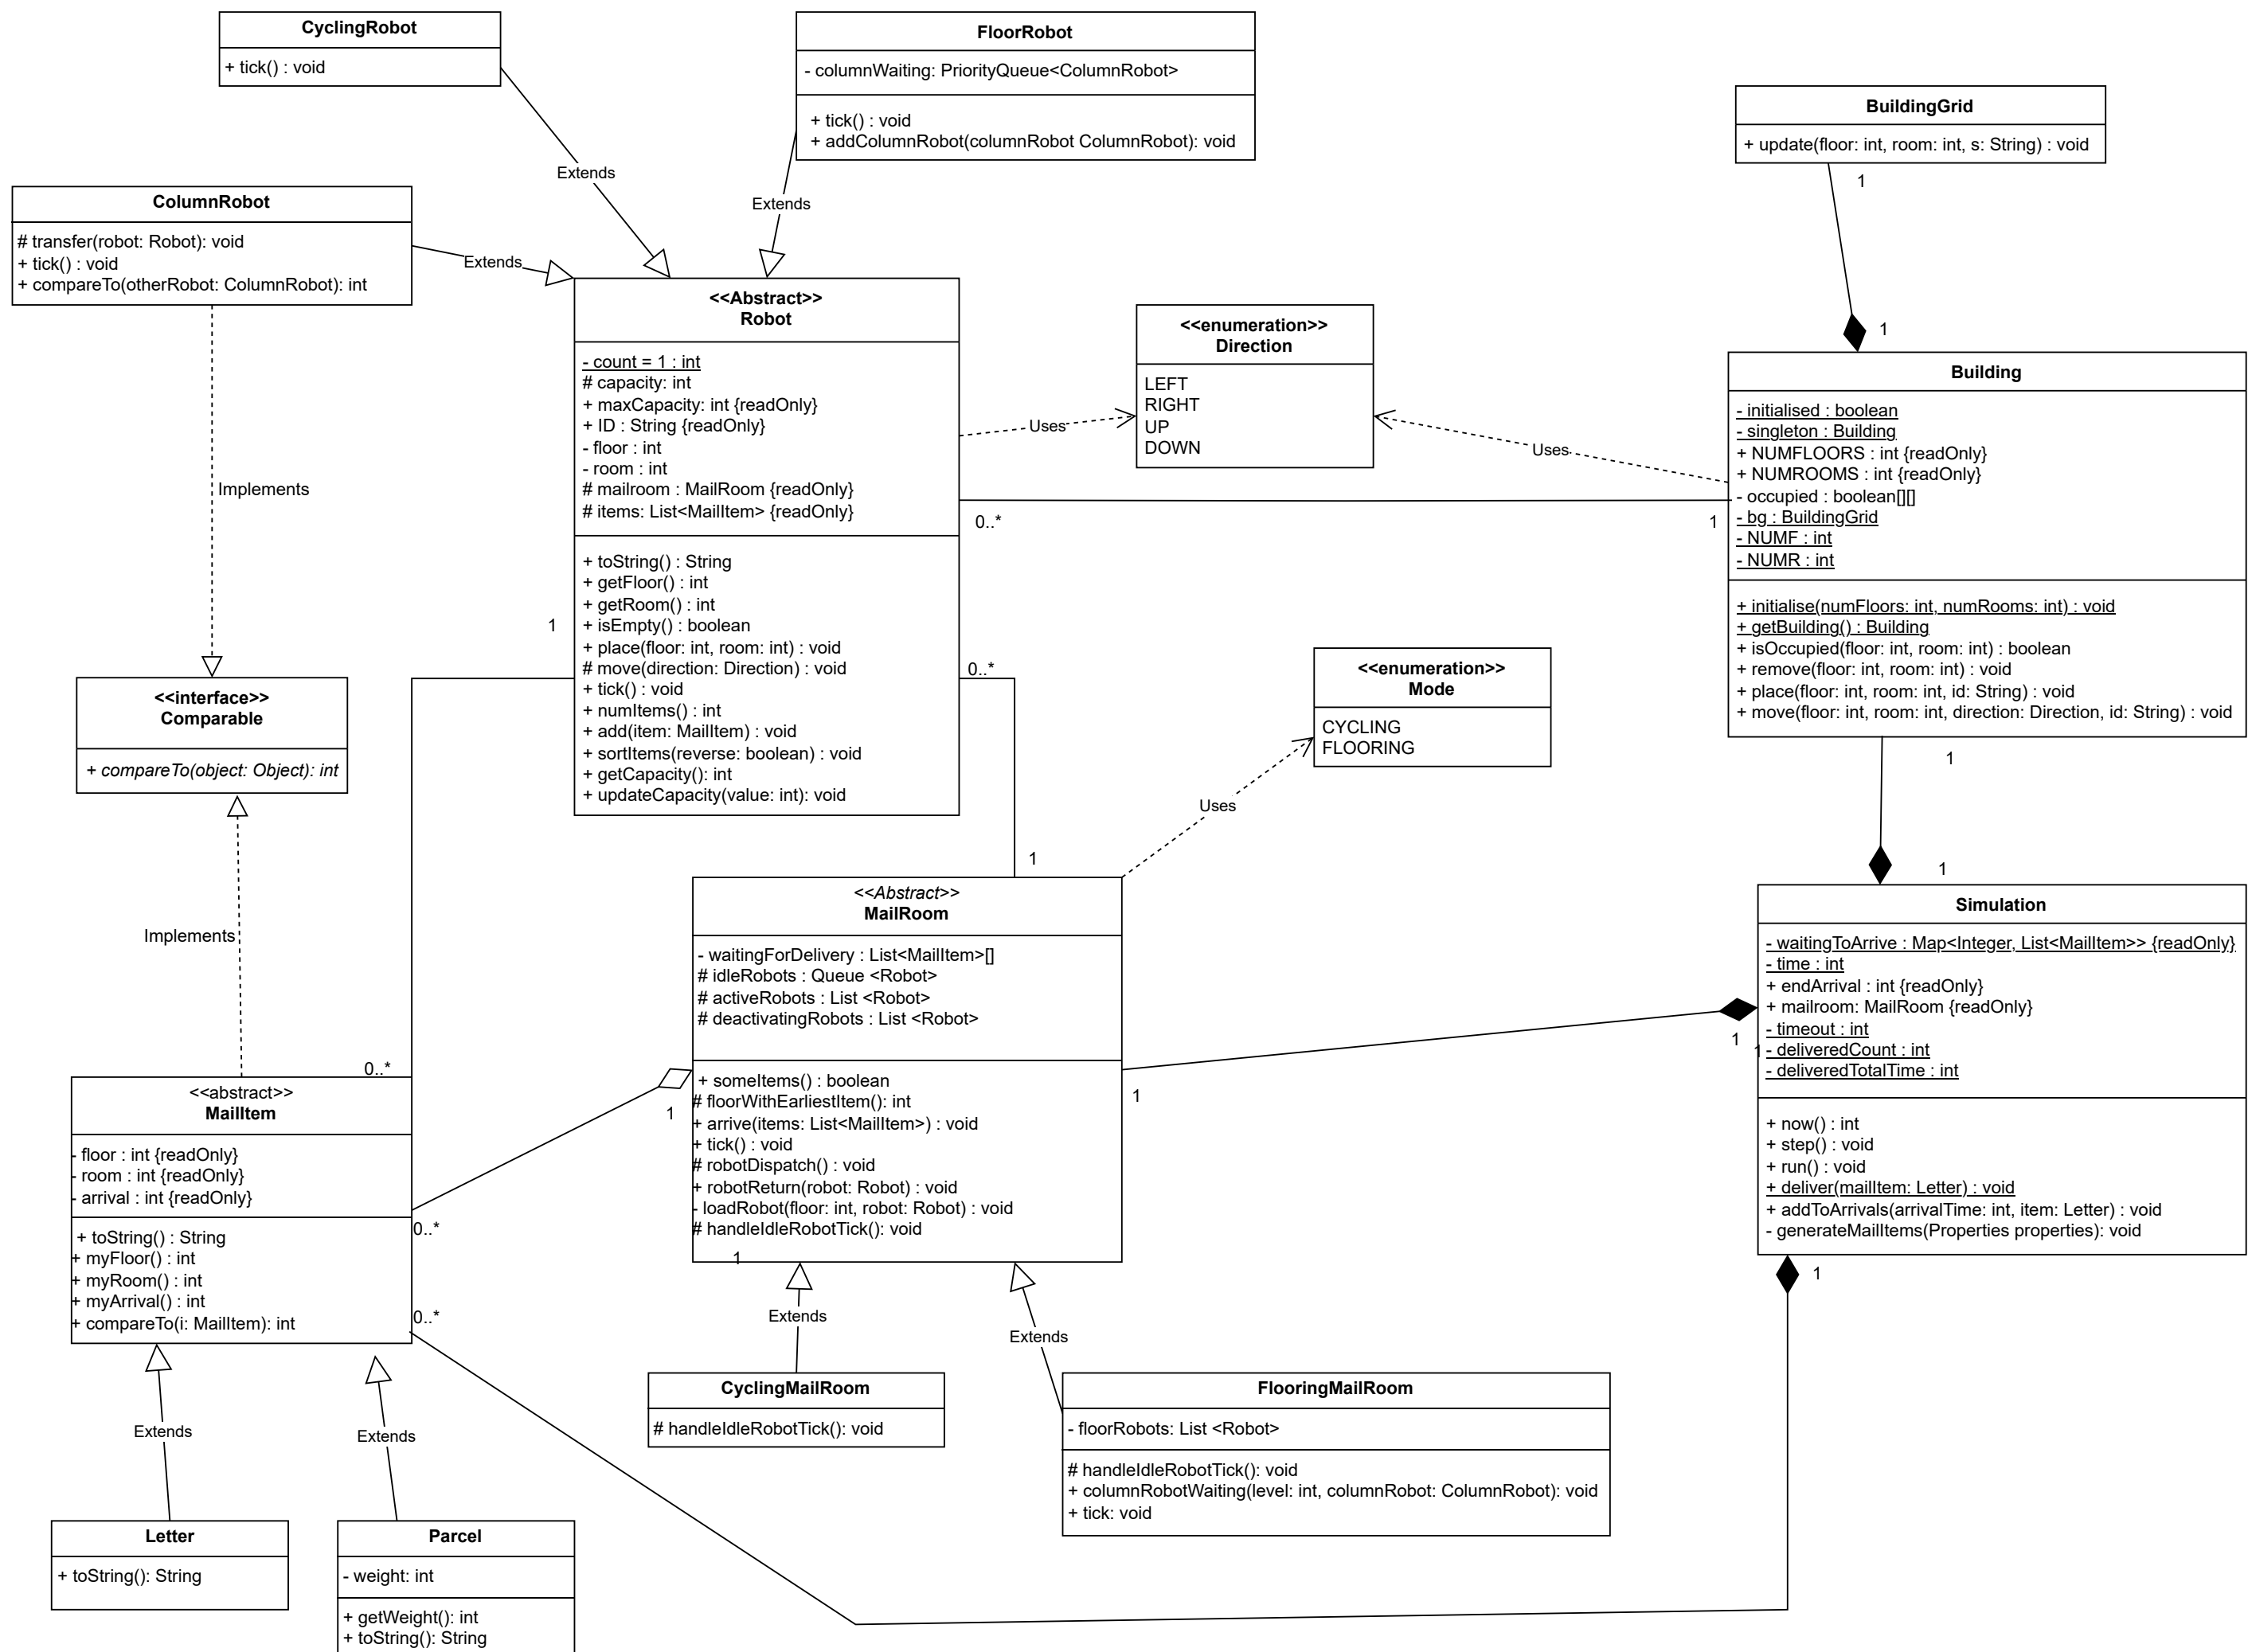 CyclingRobot
+ tick() : void
FloorRobot
- columnWaiting: PriorityQueue<ColumnRobot>
+ tick() : void
+ addColumnRobot(columnRobot ColumnRobot): void
BuildingGrid
+ update(floor: int, room: int, s: String) : void
1
1
Extends
Extends
Extends
ColumnRobot
# transfer(robot: Robot): void
+ tick() : void
+ compareTo(otherRobot: ColumnRobot): int
Implements
<<Abstract>>
Robot
- count = 1 : int
# capacity: int
+ maxCapacity: int {readOnly}
+ ID : String {readOnly}
- floor : int
- room : int
# mailroom : MailRoom {readOnly}
# items: List<MailItem> {readOnly}
+ toString() : String
+ getFloor() : int
+ getRoom() : int
+ isEmpty() : boolean
+ place(floor: int, room: int) : void
# move(direction: Direction) : void
+ tick() : void
+ numItems() : int
+ add(item: MailItem) : void
+ sortItems(reverse: boolean) : void
+ getCapacity(): int
+ updateCapacity(value: int): void
<<enumeration>>
Direction
LEFT
RIGHT
UP
DOWN
Uses
Uses
0..*
1
Building
- initialised : boolean
- singleton : Building
+ NUMFLOORS : int {readOnly}
+ NUMROOMS : int {readOnly}
- occupied : boolean[][]
- bg : BuildingGrid
- NUMF : int
- NUMR : int
+ initialise(numFloors: int, numRooms: int) : void
+ getBuilding() : Building
+ isOccupied(floor: int, room: int) : boolean
+ remove(floor: int, room: int) : void
+ place(floor: int, room: int, id: String) : void
+ move(floor: int, room: int, direction: Direction, id: String) : void
1
1
1
0..*
1
<<enumeration>>
Mode
CYCLING
FLOORING
Uses
<<interface>>
Comparable
+ compareTo(object: Object): int
Implements
0..*
<<abstract>>
MailItem
- floor : int {readOnly}
- room : int {readOnly}
- arrival : int {readOnly}
+ toString() : String
+ myFloor() : int
+ myRoom() : int
+ myArrival() : int
+ compareTo(i: MailItem): int
0..*
0..*
1
<<Abstract>>
MailRoom
- waitingForDelivery : List<MailItem>[]
# idleRobots : Queue <Robot>
# activeRobots : List <Robot>
# deactivatingRobots : List <Robot>
+ someItems() : boolean
# floorWithEarliestItem(): int
+ arrive(items: List<MailItem>) : void
+ tick() : void
# robotDispatch() : void
+ robotReturn(robot: Robot) : void
- loadRobot(floor: int, robot: Robot) : void
# handleIdleRobotTick(): void
1
1
1
1
Simulation
- waitingToArrive : Map<Integer, List<MailItem>> {readOnly}
- time : int
+ endArrival : int {readOnly}
+ mailroom: MailRoom {readOnly}
- timeout : int
- deliveredCount : int
- deliveredTotalTime : int
+ now() : int
+ step() : void
+ run() : void
+ deliver(mailItem: Letter) : void
+ addToArrivals(arrivalTime: int, item: Letter) : void
- generateMailItems(Properties properties): void
1
Extends
Extends
CyclingMailRoom
# handleIdleRobotTick(): void
FlooringMailRoom
- floorRobots: List <Robot>
# handleIdleRobotTick(): void
+ columnRobotWaiting(level: int, columnRobot: ColumnRobot): void
+ tick: void
Extends
Extends
Letter
+ toString(): String
Parcel
- weight: int
+ getWeight(): int
+ toString(): String